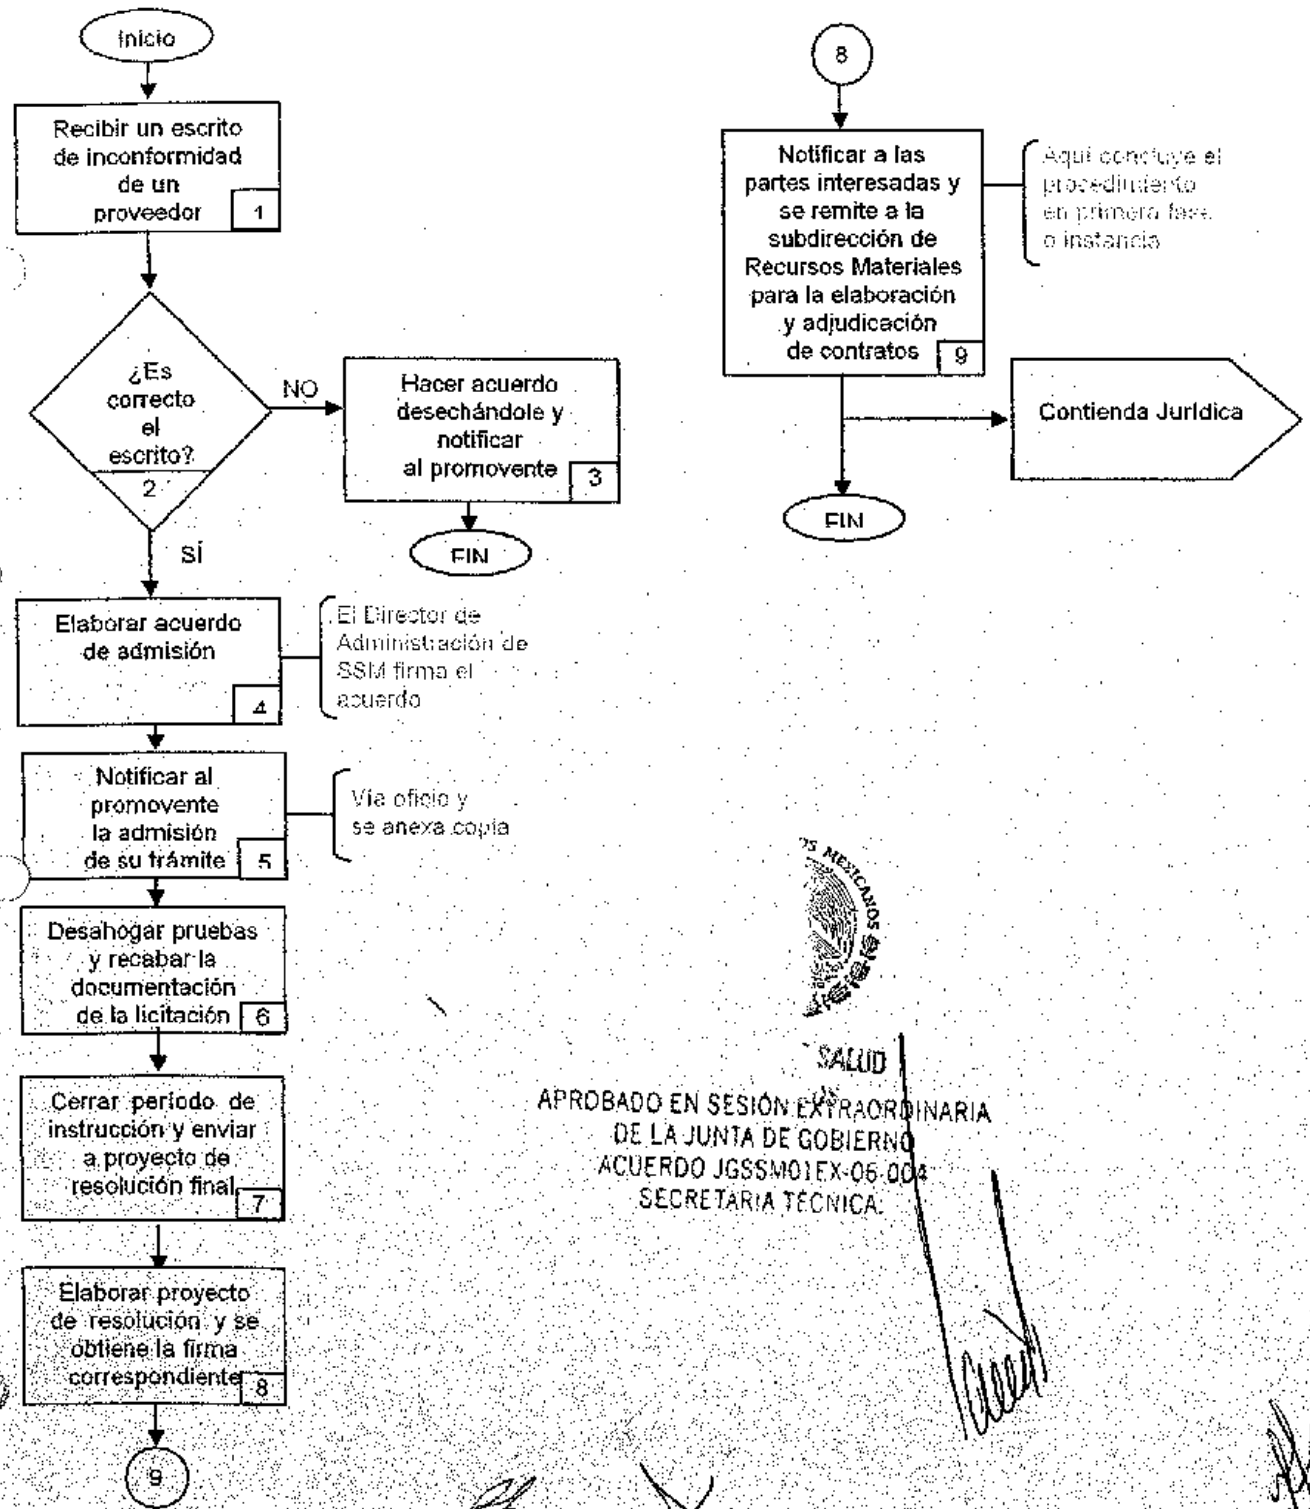 Inicio
Recibir un escrito
de inconformidad
de un
proveedor
1
¿Es
correcto
el
escrito?
2
NO
Hacer acuerdo
desechándole y
notificar
al promovente
3
FIN
SÍ
Elaborar acuerdo
de admisión
4
El Director de
Administración de
SSM firma el
acuerdo
Notificar al
promovente
la admisión
de su trámite
5
Vía oficio y
se anexa copia
Desahogar pruebas
y recabar la
documentación
de la licitación
6
Cerrar período de
instrucción y enviar
a proyecto de
resolución final
7
Elaborar proyecto
de resolución y se
obtiene la firma
correspondiente
8
9
8
Notificar a las
partes interesadas y
se remite a la
subdirección de
Recursos Materiales
para la elaboración
y adjudicación
de contratos
9
Aquí concluye el
procedimiento
en primera fase
o instancia
Contienda Jurídica
FIN
OS MEXICANOS
SALUD
APROBADO EN SESIÓN EXTRAORDINARIA
DE LA JUNTA DE GOBIERNO
ACUERDO JGSSM01EX-06-004
SECRETARIA TÉCNICA.